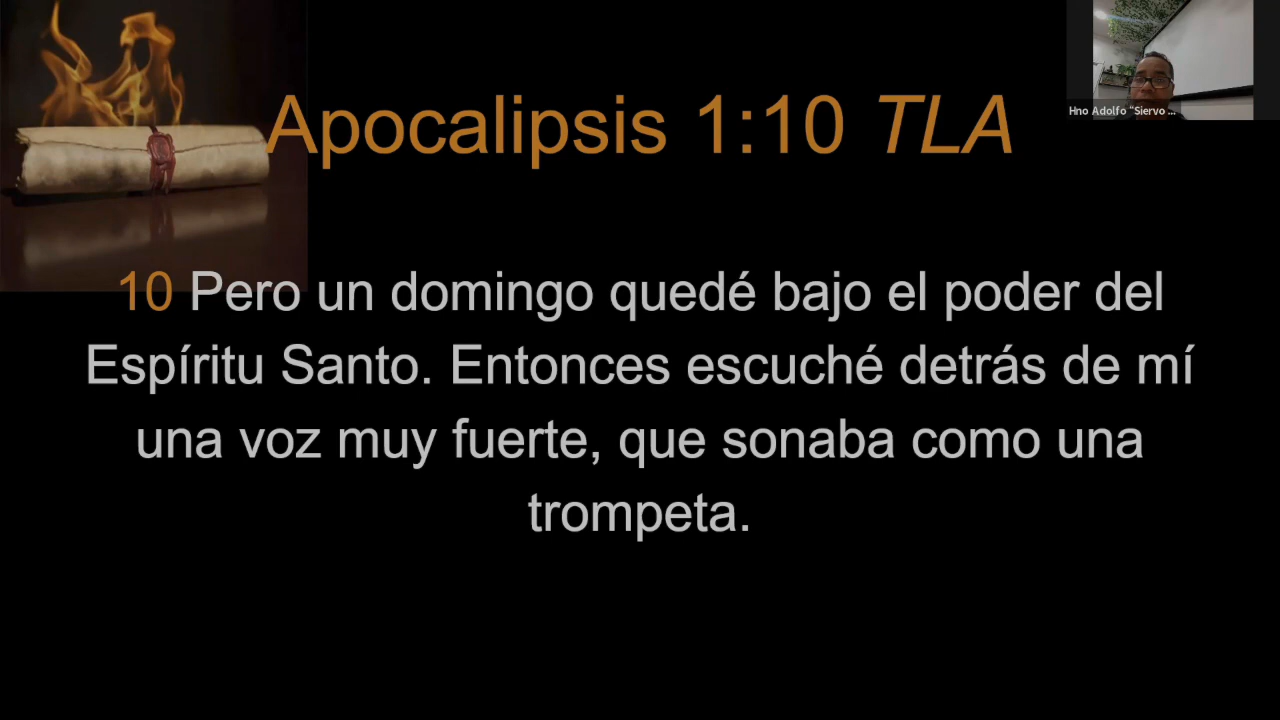 Apocalipsis 1:10 TLA
Hno Adolfo "Siervo ...
10 Pero un domingo quedé bajo el poder del
Espíritu Santo. Entonces escuché detrás de mí
una voz muy fuerte, que sonaba como una
trompeta.